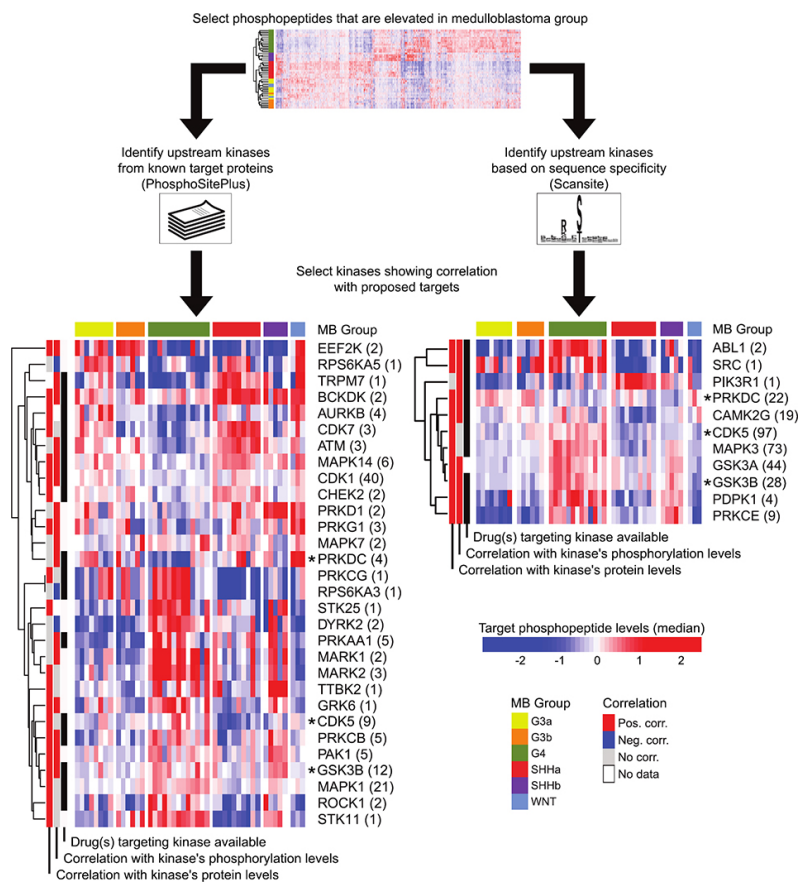 Select phosphopeptides that are elevated in medulloblastoma group
Identify upstream kinases
from known target proteins
(PhosphoSitePlus)
Identify upstream kinases
based on sequence specificity
(Scansite)
R
S
Select kinases showing correlation
with proposed targets
MB Group
EEF2K (2)
RPS6KA5 (1)
TRPM7 (1)
BCKDK (2)
AURKB (4)
CDK7 (3)
ATM (3)
MAPK14 (6)
CDK1 (40)
CHEK2 (2)
PRKD1 (2)
PRKG1 (3)
MAPK7 (2)
*PRKDC (4)
PRKCG (1)
RPS6KA3 (1)
STK25 (1)
DYRK2 (2)
PRKAA1 (5)
MARK1 (2)
MARK2 (3)
TTBK2 (1)
GRK6 (1)
*CDK5 (9)
PRKCB (5)
PAK1 (5)
*GSK3B (12)
MAPK1 (21)
ROCK1 (2)
STK11 (1)
Drug(s) targeting kinase available
Correlation with kinase's phosphorylation levels
Correlation with kinase's protein levels
MB Group
ABL1 (2)
SRC (1)
PIK3R1 (1)
*PRKDC (22)
CAMK2G (19)
*CDK5 (97)
MAPK3 (73)
GSK3A (44)
*GSK3B (28)
PDPK1 (4)
PRKCE (9)
Drug(s) targeting kinase available
Correlation with kinase's phosphorylation levels
Correlation with kinase's protein levels
Target phosphopeptide levels (median)
-2 -1 0 1 2
MB Group
G3a
G3b
G4
SHHa
SHHb
WNT
Correlation
Pos. corr.
Neg. corr.
No corr.
No data